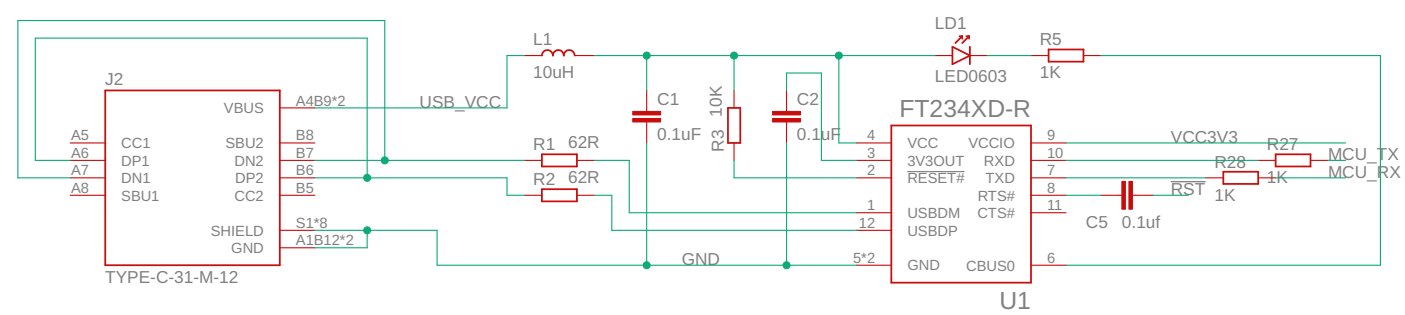 J2
VBUS A4B9*2
USB_VCC
A5 CC1
SBU2 B8
A6 DP1
DN2 B7
A7 DN1
DP2 B6
A8 SBU1
CC2 B5
SHIELD S1*8
GND A1B12*2
TYPE-C-31-M-12
L1
10uH
R1 62R
R2 62R
C1
0.1uF
R3 10K
C2
0.1uF
GND
LD1
LED0603
R5
1K
FT234XD-R
4 VCC
VCCIO 9
VCC3V3
3 3V3OUT
RXD 10
R27
1K
MCU_TX
2 RESET#
TXD 7
R28
1K
MCU_RX
RTS# 8
RST
C5 0.1uf
1 USBDM
CTS# 11
12 USBDP
5*2 GND
CBUS0 6
U1